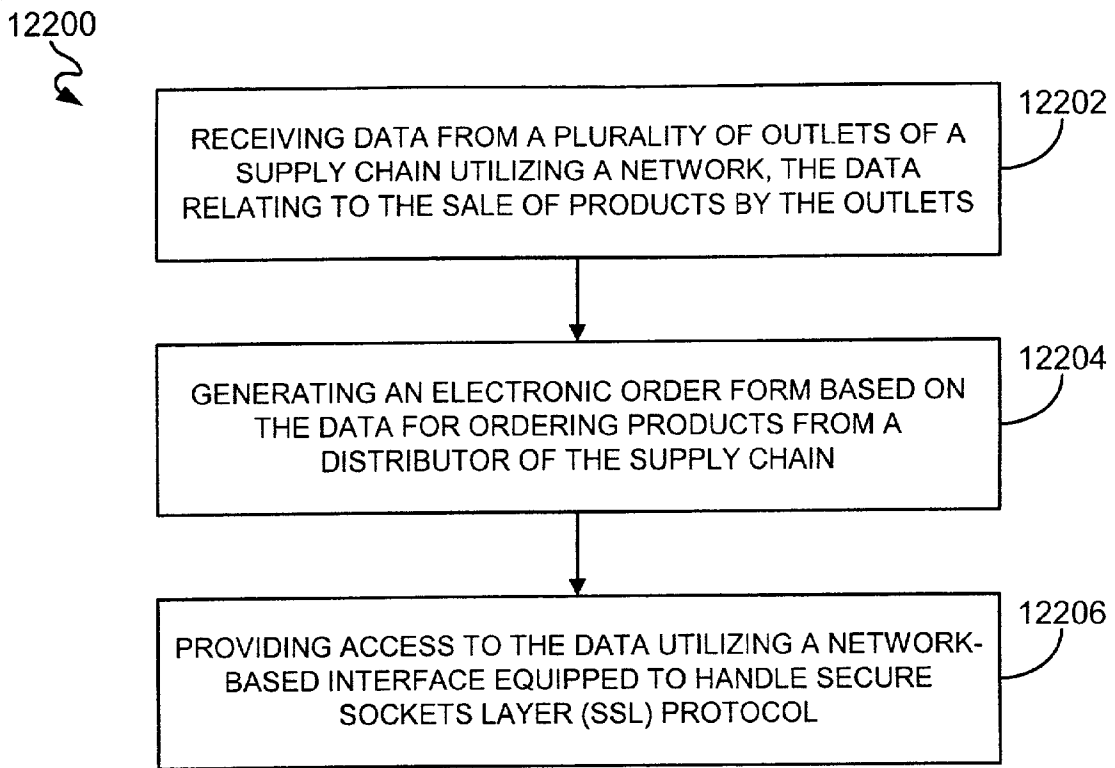 12200
12202
RECEIVING DATA FROM A PLURALITY OF OUTLETS OF A
SUPPLY CHAIN UTILIZING A NETWORK, THE DATA
RELATING TO THE SALE OF PRODUCTS BY THE OUTLETS
12204
GENERATING AN ELECTRONIC ORDER FORM BASED ON
THE DATA FOR ORDERING PRODUCTS FROM A
DISTRIBUTOR OF THE SUPPLY CHAIN
12206
PROVIDING ACCESS TO THE DATA UTILIZING A NETWORK-
BASED INTERFACE EQUIPPED TO HANDLE SECURE
SOCKETS LAYER (SSL) PROTOCOL